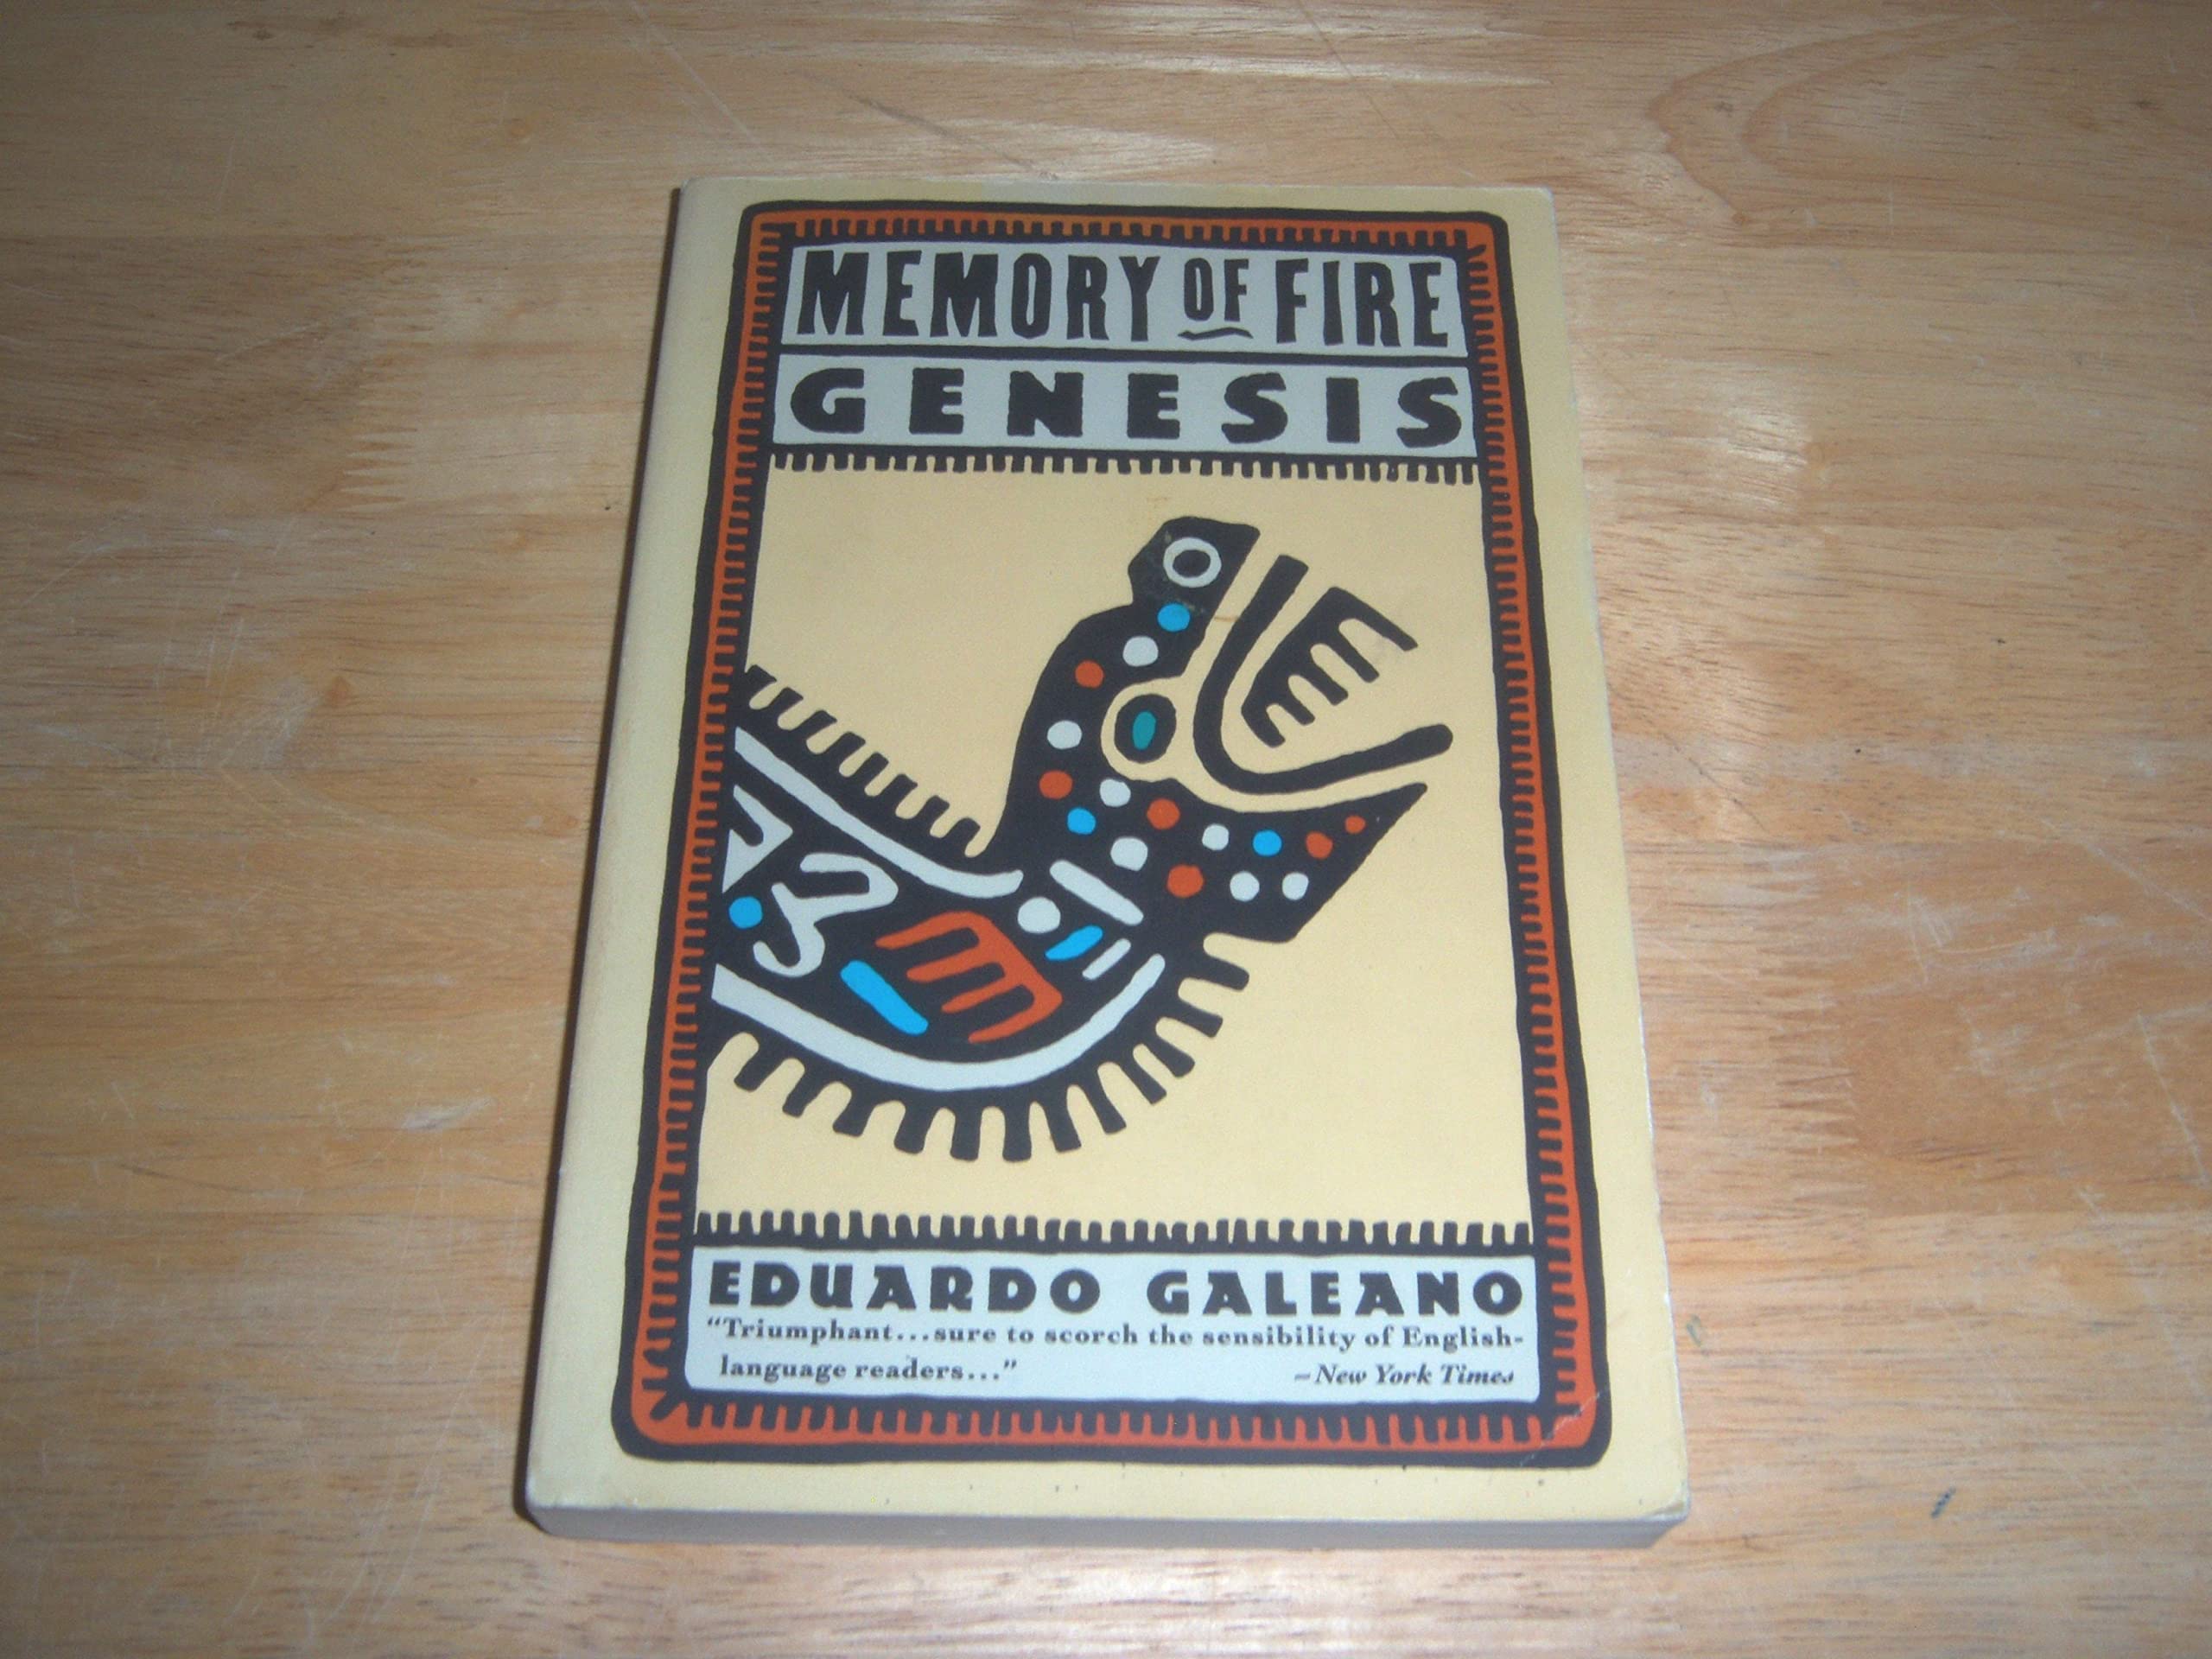 MEMORY OF FIRE
GENESIS
EDUARDO GALEANO
"Triumphant...sure to scorch the sensibility of English-
language readers..." –New York Times